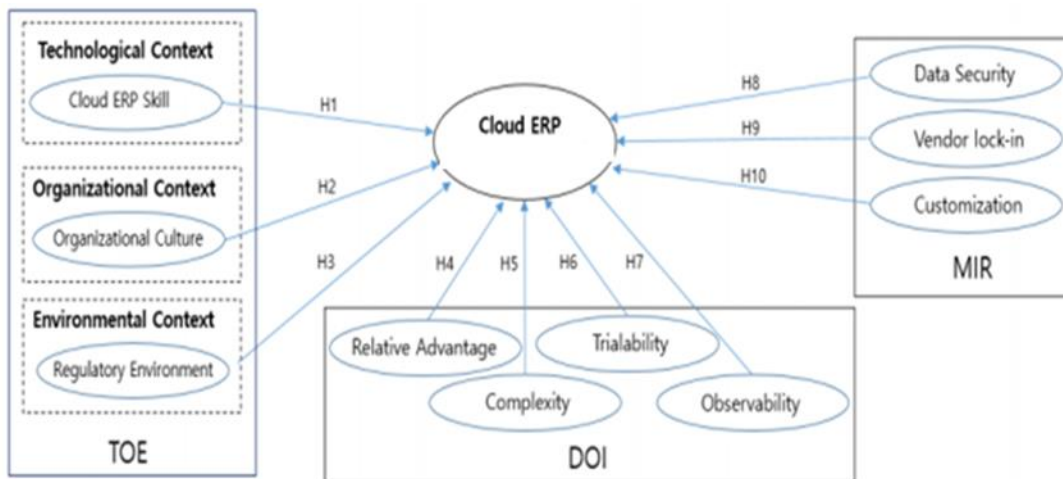 Technological Context
Cloud ERP Skill
Organizational Context
Organizational Culture
Environmental Context
Regulatory Environment
TOE
H1
H2
H3
Cloud ERP
H4
H5
H6
H7
Relative Advantage
Trialability
Complexity
Observability
DOI
H8
H9
H10
Data Security
Vendor lock-in
Customization
MIR